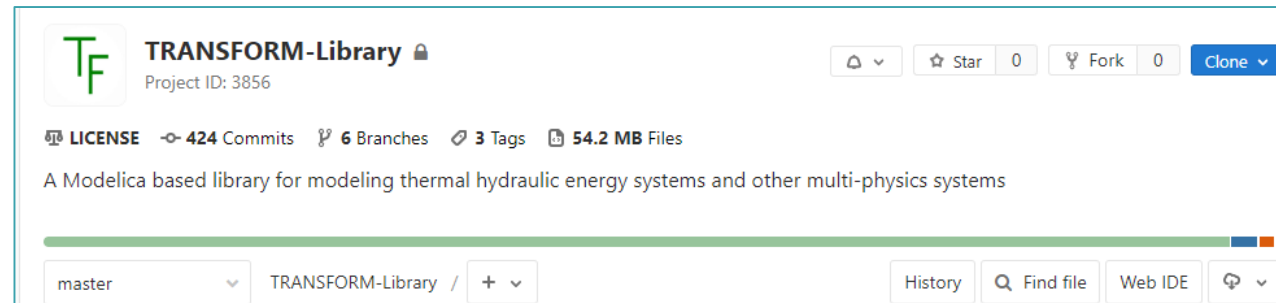 TF
TRANSFORM-Library
Project ID: 3856
Star 0 Fork 0 Clone
LICENSE 424 Commits 6 Branches 3 Tags 54.2 MB Files
A Modelica based library for modeling thermal hydraulic energy systems and other multi-physics systems
master TRANSFORM-Library / + History Find file Web IDE